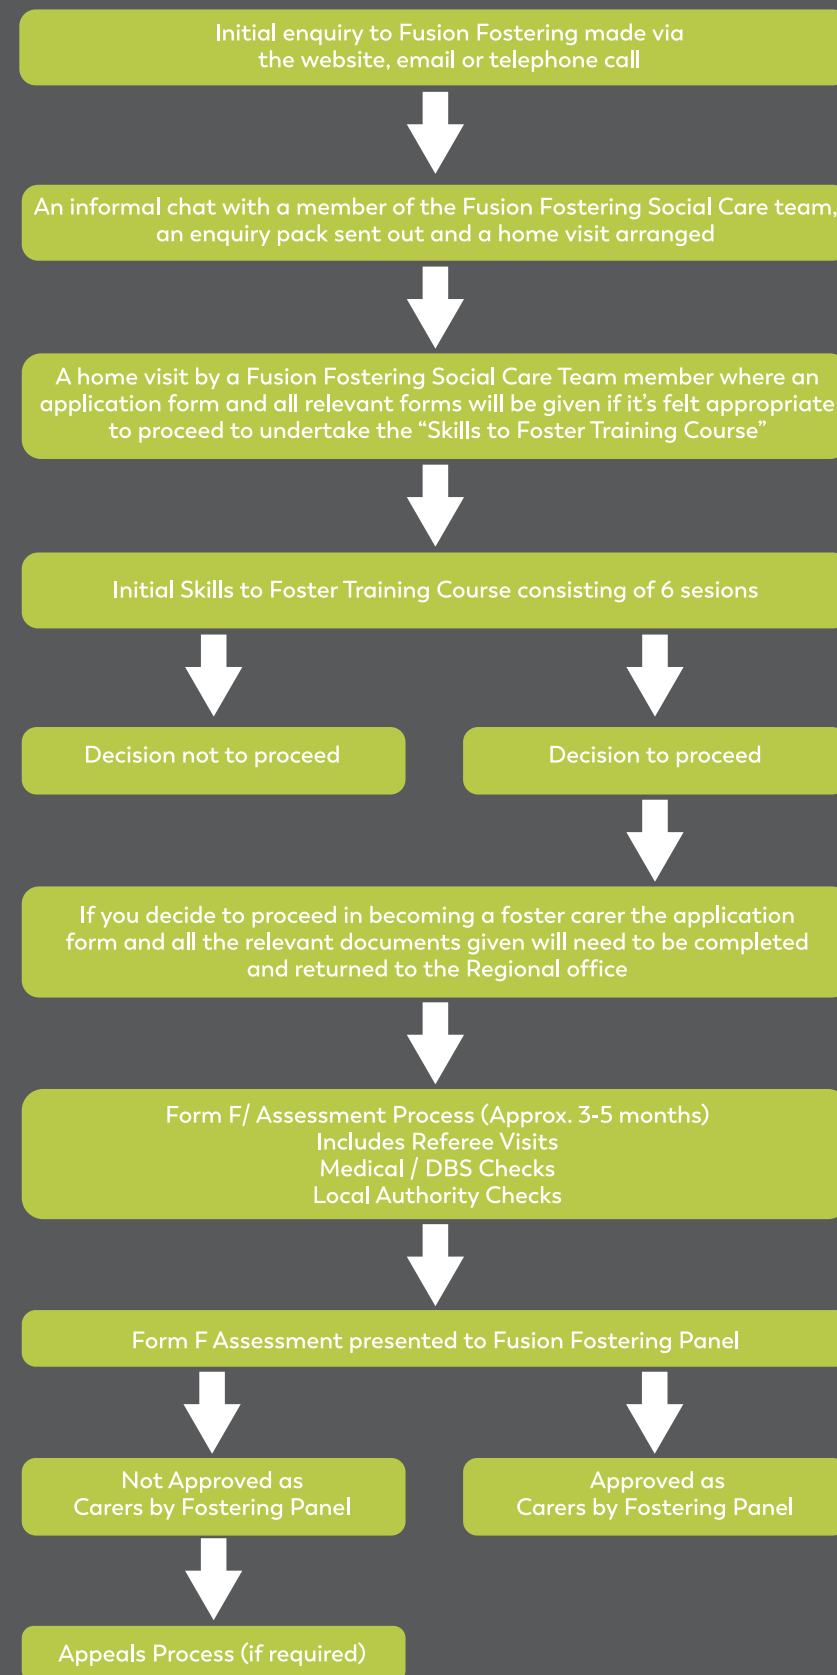 Initial enquiry to Fusion Fostering made via
the website, email or telephone call
An informal chat with a member of the Fusion Fostering Social Care team,
an enquiry pack sent out and a home visit arranged
A home visit by a Fusion Fostering Social Care Team member where an
application form and all relevant forms will be given if it's felt appropriate
to proceed to undertake the “Skills to Foster Training Course”
Initial Skills to Foster Training Course consisting of 6 sesions
Decision not to proceed
Decision to proceed
If you decide to proceed in becoming a foster carer the application
form and all the relevant documents given will need to be completed
and returned to the Regional office
Form F/ Assessment Process (Approx. 3-5 months)
Includes Referee Visits
Medical / DBS Checks
Local Authority Checks
Form F Assessment presented to Fusion Fostering Panel
Not Approved as
Carers by Fostering Panel
Approved as
Carers by Fostering Panel
Appeals Process (if required)